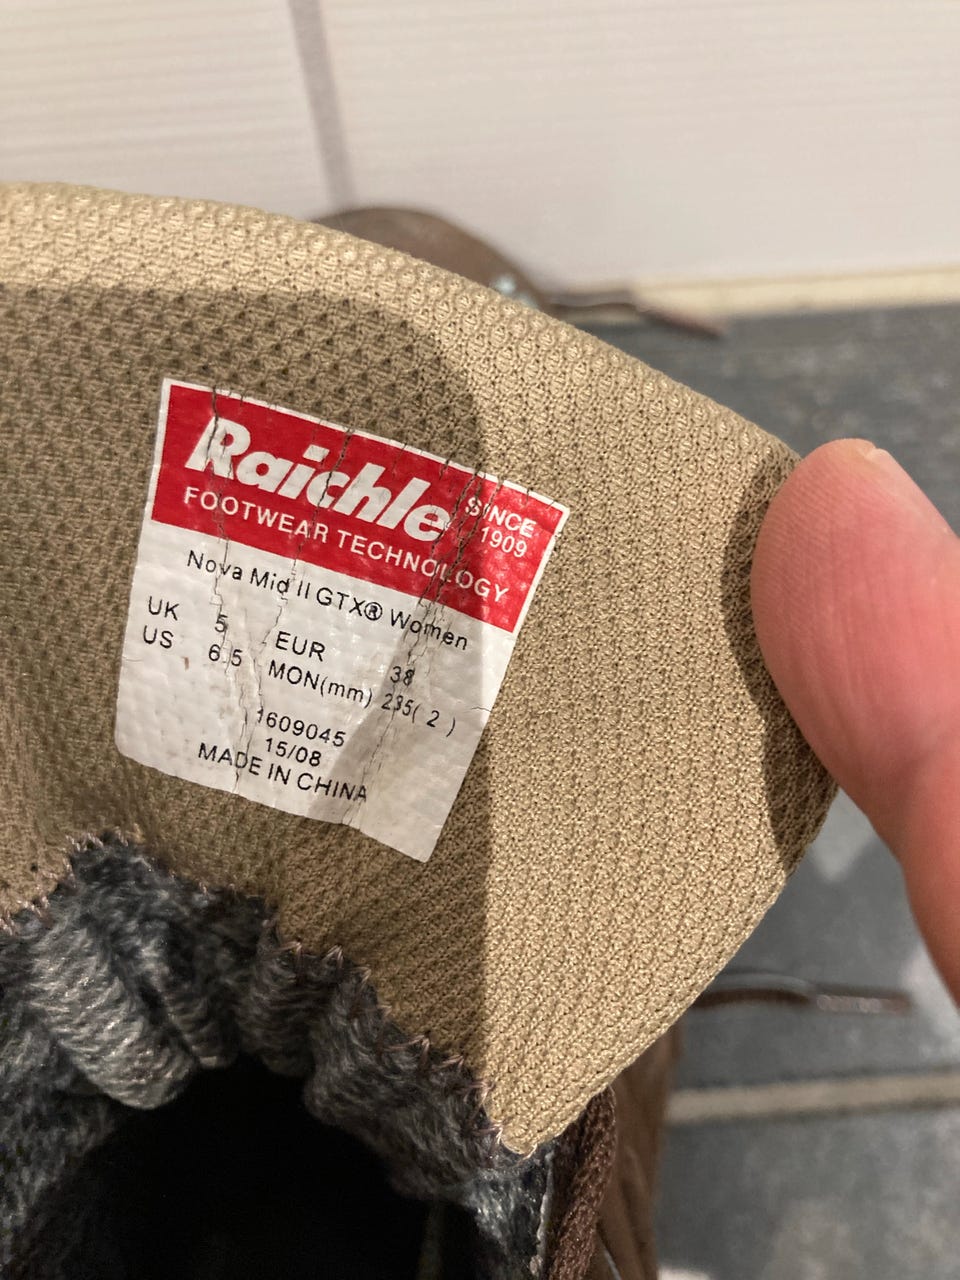 Raichle SINCE 1909
FOOTWEAR TECHNOLOGY
Nova Mid II GTX® Women
UK 5 EUR 38
US 6.5 MON(mm) 235( 2 )
1609045
15/08
MADE IN CHINA